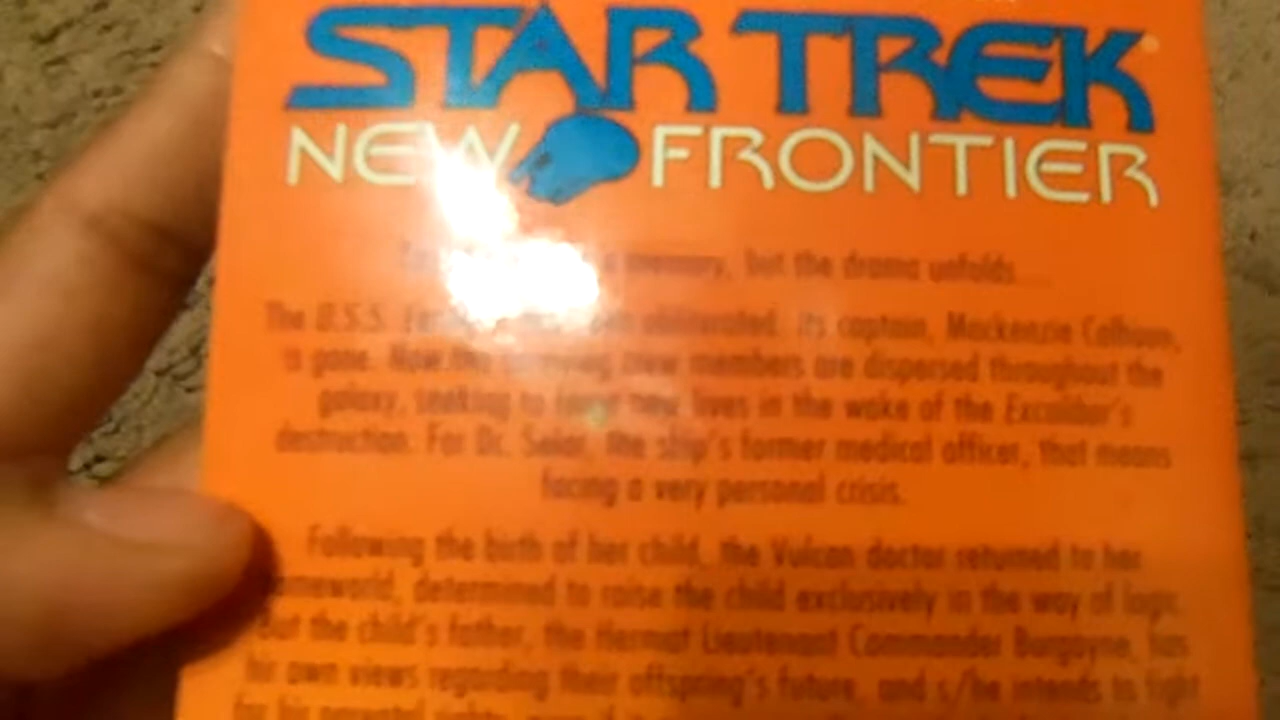 STAR TREK
NEW FRONTIER
a memory, but the drama unfolds
The U.S.S. obliterated. Its captain, Mackenzie Calhoun,
is gone. Now the surviving crew members are dispersed throughout the
galaxy, seeking to new lives in the wake of the Excalibur's
destruction. For Dr. Selar, the ship's former medical officer, that means
facing a very personal crisis.
Following the birth of her child, the Vulcan doctor returned to her
homeworld, determined to raise the child exclusively in the way of logic.
But the child's father, the Hermat Lieutenant Commander Burgoyne, has
his own views regarding their offspring's future, and s/he intends to fight
for his parental rights,